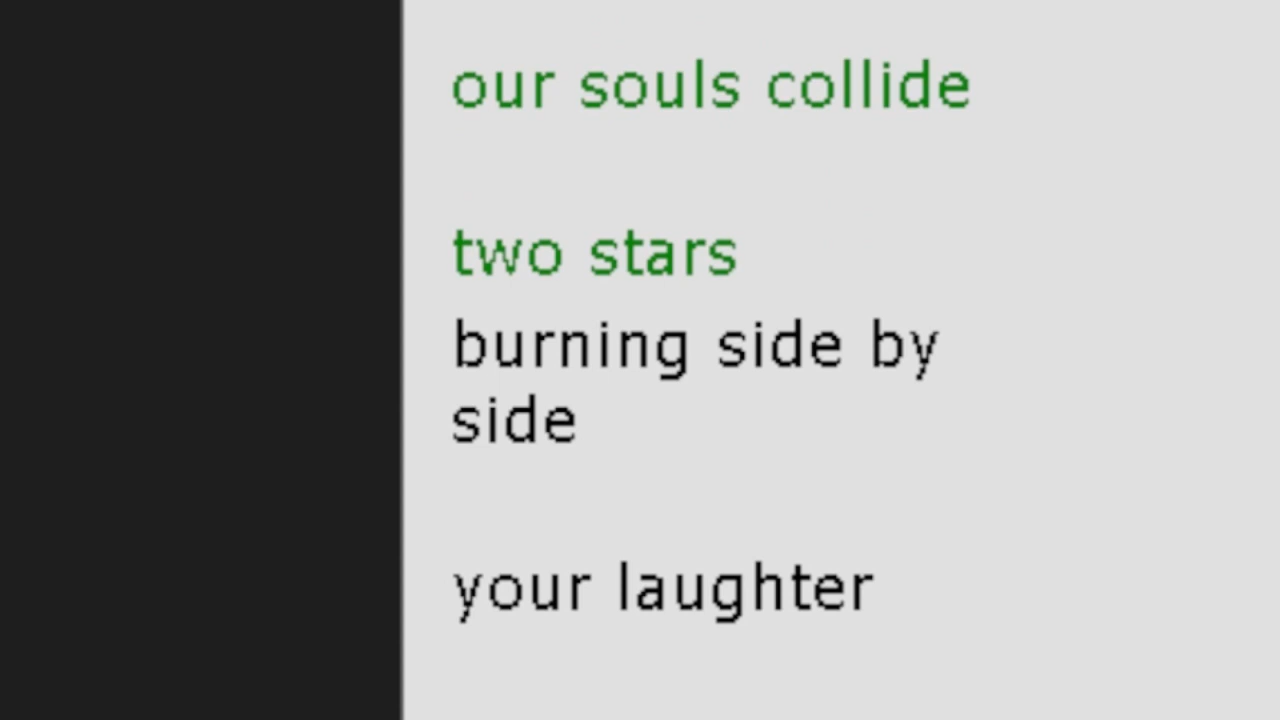 our souls collide
two stars
burning side by
side
your laughter